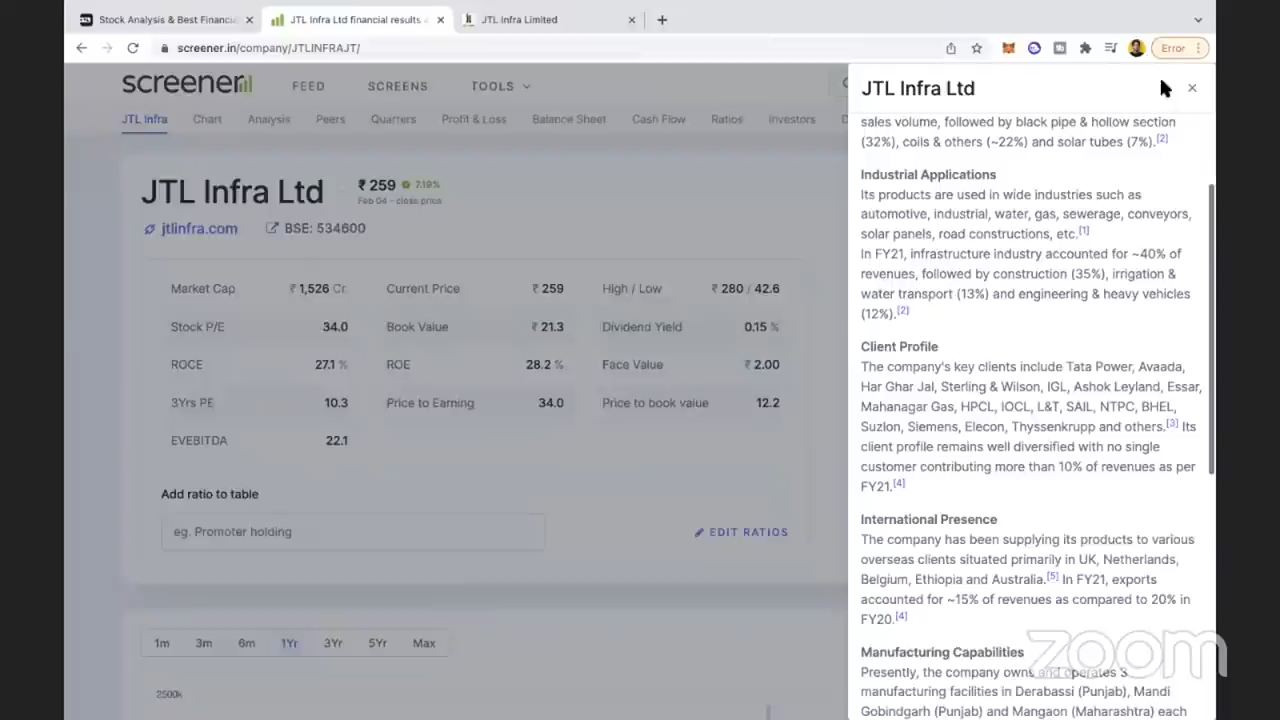 Stock Analysis & Best Financia
JTL Infra Ltd financial results
JTL Infra Limited
screener.in/company/JTLINFRAJT/
Error
screener
FEED
SCREENS
TOOLS
JTL Infra
Chart
Analysis
Peers
Quarters
Profit & Loss
Balance Sheet
Cash Flow
Ratios
Investors
D
JTL Infra Ltd
₹ 259
7.19%
Feb 04 - close price
jtlinfra.com
BSE: 534600
Market Cap ₹ 1,526 Cr.
Current Price ₹ 259
High / Low ₹ 280 / 42.6
Stock P/E 34.0
Book Value ₹ 21.3
Dividend Yield 0.15 %
ROCE 27.1 %
ROE 28.2 %
Face Value ₹ 2.00
3Yrs PE 10.3
Price to Earning 34.0
Price to book value 12.2
EVEBITDA 22.1
Add ratio to table
eg. Promoter holding
EDIT RATIOS
1m 3m 6m 1Yr 3Yr 5Yr Max
2500k
JTL Infra Ltd
sales volume, followed by black pipe & hollow section
(32%), coils & others (~22%) and solar tubes (7%).[2]
Industrial Applications
Its products are used in wide industries such as
automotive, industrial, water, gas, sewerage, conveyors,
solar panels, road constructions, etc.[1]
In FY21, infrastructure industry accounted for ~40% of
revenues, followed by construction (35%), irrigation &
water transport (13%) and engineering & heavy vehicles
(12%).[2]
Client Profile
The company's key clients include Tata Power, Avaada,
Har Ghar Jal, Sterling & Wilson, IGL, Ashok Leyland, Essar,
Mahanagar Gas, HPCL, IOCL, L&T, SAIL, NTPC, BHEL,
Suzlon, Siemens, Elecon, Thyssenkrupp and others.[3] Its
client profile remains well diversified with no single
customer contributing more than 10% of revenues as per
FY21.[4]
International Presence
The company has been supplying its products to various
overseas clients situated primarily in UK, Netherlands,
Belgium, Ethiopia and Australia.[5] In FY21, exports
accounted for ~15% of revenues as compared to 20% in
FY20.[4]
Manufacturing Capabilities
Presently, the company owns and operates 3
manufacturing facilities in Derabassi (Punjab), Mandi
Gobindgarh (Punjab) and Mangaon (Maharashtra) each
zoom